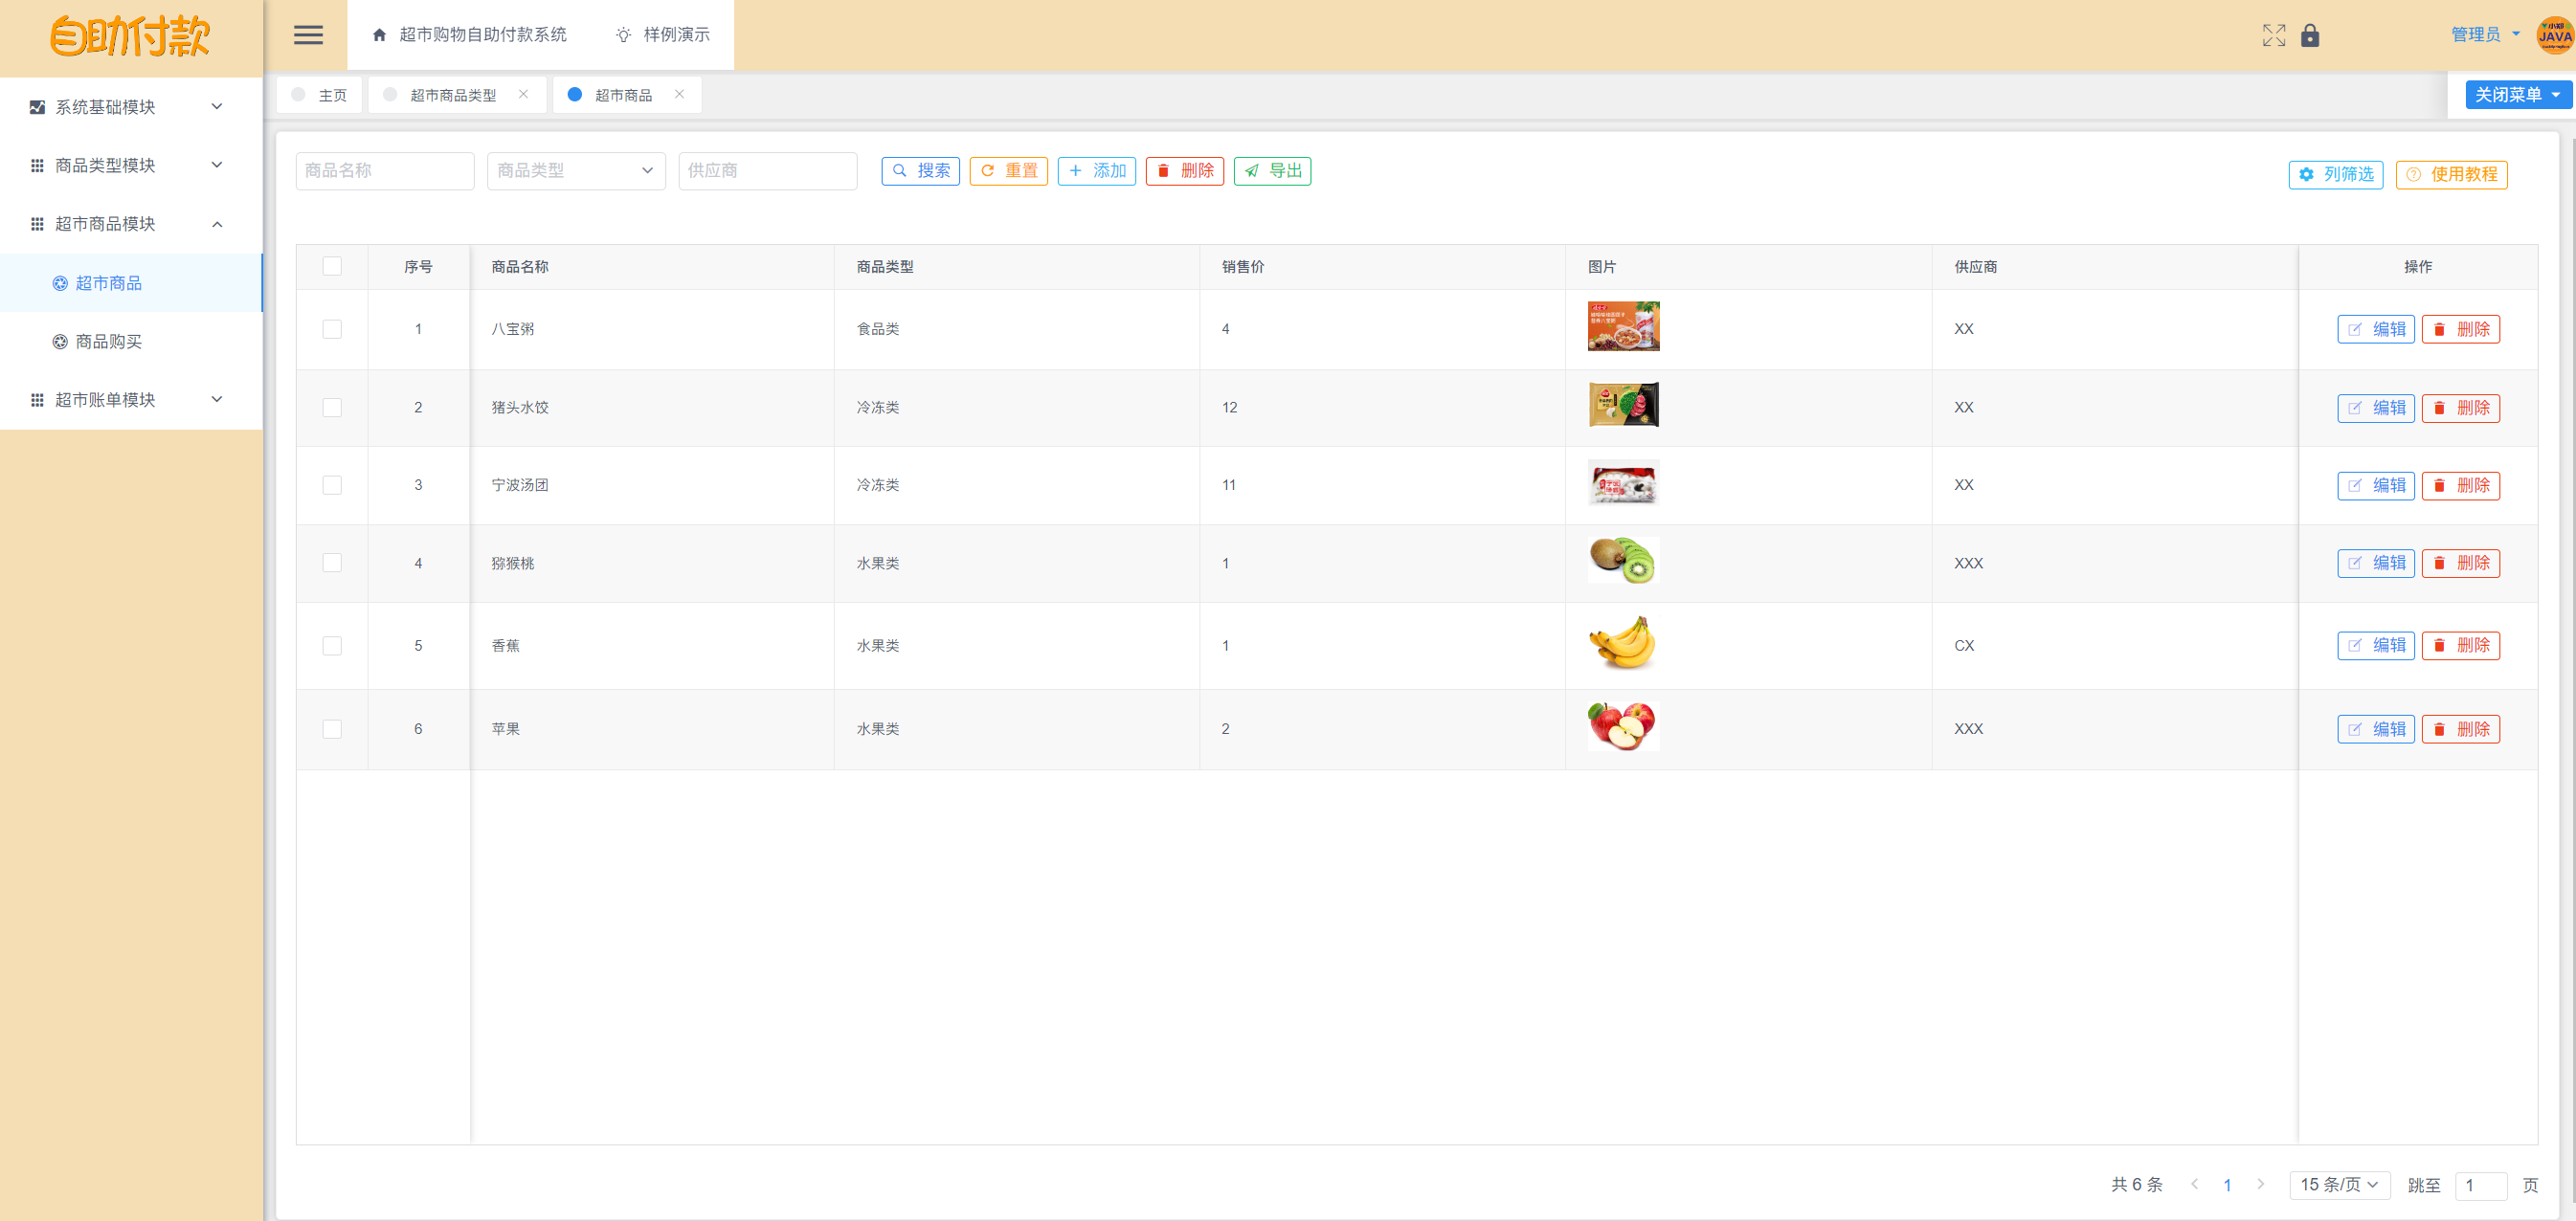 自助付款
超市购物自助付款系统 样例演示 管理员
JAVA
主页 超市商品类型 超市商品 关闭菜单
系统基础模块
商品类型模块
超市商品模块
超市商品
商品购买
超市账单模块
商品名称 商品类型 供应商 搜索 重置 添加 删除 导出 列筛选 使用教程
序号 商品名称 商品类型 销售价 图片 供应商 操作
1 八宝粥 食品类 4 XX 编辑 删除
2 猪头水饺 冷冻类 12 XX 编辑 删除
3 宁波汤团 冷冻类 11 XX 编辑 删除
4 猕猴桃 水果类 1 XXX 编辑 删除
5 香蕉 水果类 1 CX 编辑 删除
6 苹果 水果类 2 XXX 编辑 删除
共 6 条 1 15 条/页 跳至 1 页